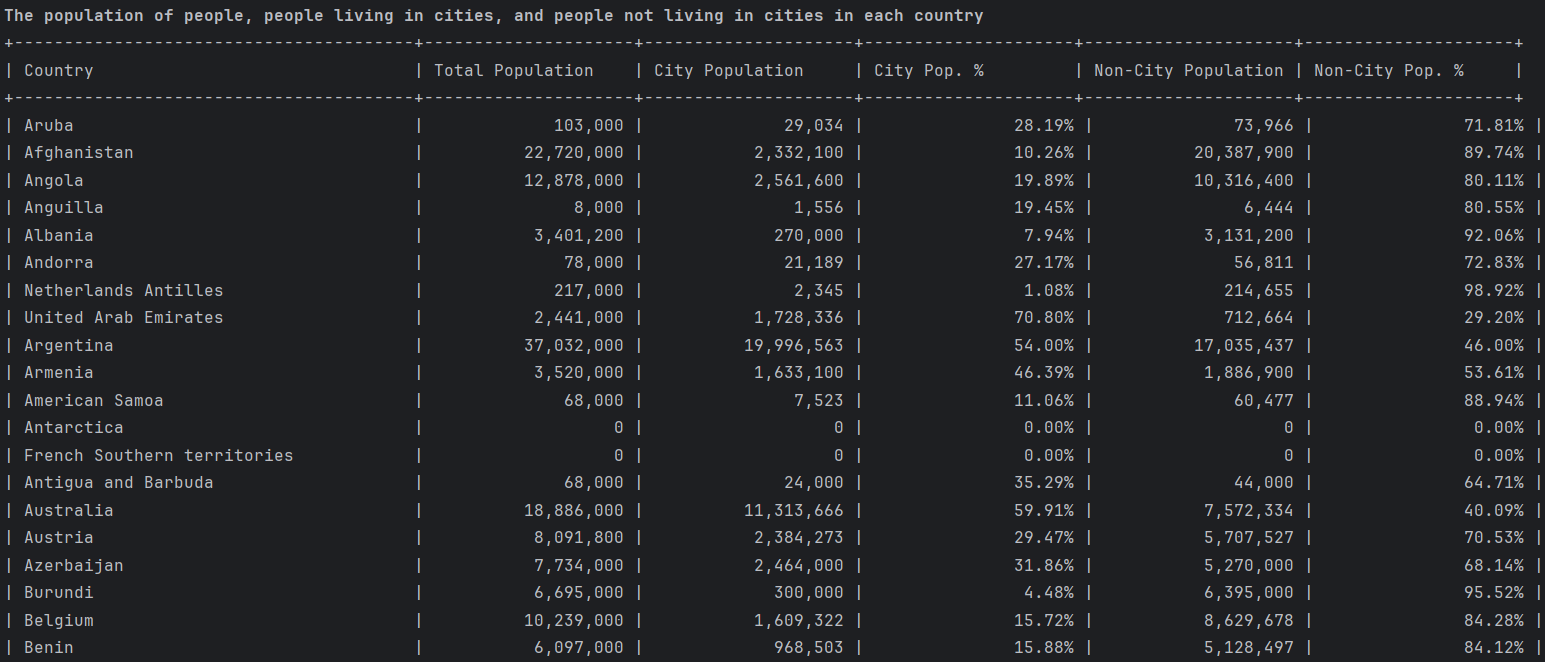 The population of people, people living in cities, and people not living in cities in each country
+----------------------------------------+---------------------+---------------------+---------------------+---------------------+---------------------+
| Country                                | Total Population    | City Population     | City Pop. %         | Non-City Population | Non-City Pop. %     |
+----------------------------------------+---------------------+---------------------+---------------------+---------------------+---------------------+
| Aruba                                  |             103,000 |              29,034 |                28.19% |              73,966 |               71.81% |
| Afghanistan                            |          22,720,000 |           2,332,100 |                10.26% |          20,387,900 |               89.74% |
| Angola                                 |          12,878,000 |           2,561,600 |                19.89% |          10,316,400 |               80.11% |
| Anguilla                               |               8,000 |               1,556 |                19.45% |               6,444 |               80.55% |
| Albania                                |           3,401,200 |             270,000 |                 7.94% |           3,131,200 |               92.06% |
| Andorra                                |              78,000 |              21,189 |                27.17% |              56,811 |               72.83% |
| Netherlands Antilles                   |             217,000 |               2,345 |                 1.08% |             214,655 |               98.92% |
| United Arab Emirates                   |           2,441,000 |           1,728,336 |                70.80% |             712,664 |               29.20% |
| Argentina                              |          37,032,000 |          19,996,563 |                54.00% |          17,035,437 |               46.00% |
| Armenia                                |           3,520,000 |           1,633,100 |                46.39% |           1,886,900 |               53.61% |
| American Samoa                         |              68,000 |               7,523 |                11.06% |              60,477 |               88.94% |
| Antarctica                             |                   0 |                   0 |                 0.00% |                   0 |                0.00% |
| French Southern territories            |                   0 |                   0 |                 0.00% |                   0 |                0.00% |
| Antigua and Barbuda                    |              68,000 |              24,000 |                35.29% |              44,000 |               64.71% |
| Australia                              |          18,886,000 |          11,313,666 |                59.91% |           7,572,334 |               40.09% |
| Austria                                |           8,091,800 |           2,384,273 |                29.47% |           5,707,527 |               70.53% |
| Azerbaijan                             |           7,734,000 |           2,464,000 |                31.86% |           5,270,000 |               68.14% |
| Burundi                                |           6,695,000 |             300,000 |                 4.48% |           6,395,000 |               95.52% |
| Belgium                                |          10,239,000 |           1,609,322 |                15.72% |           8,629,678 |               84.28% |
| Benin                                  |           6,097,000 |             968,503 |                15.88% |           5,128,497 |               84.12% |